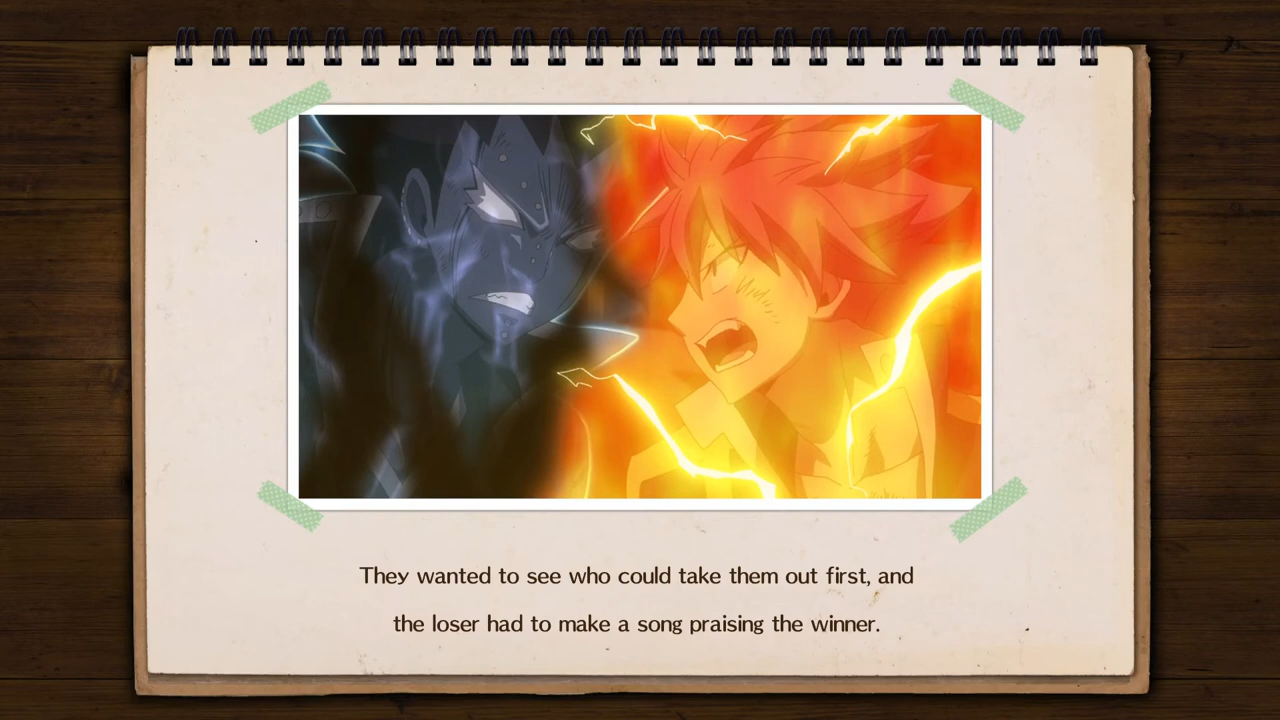 They wanted to see who could take them out first, and
the loser had to make a song praising the winner.